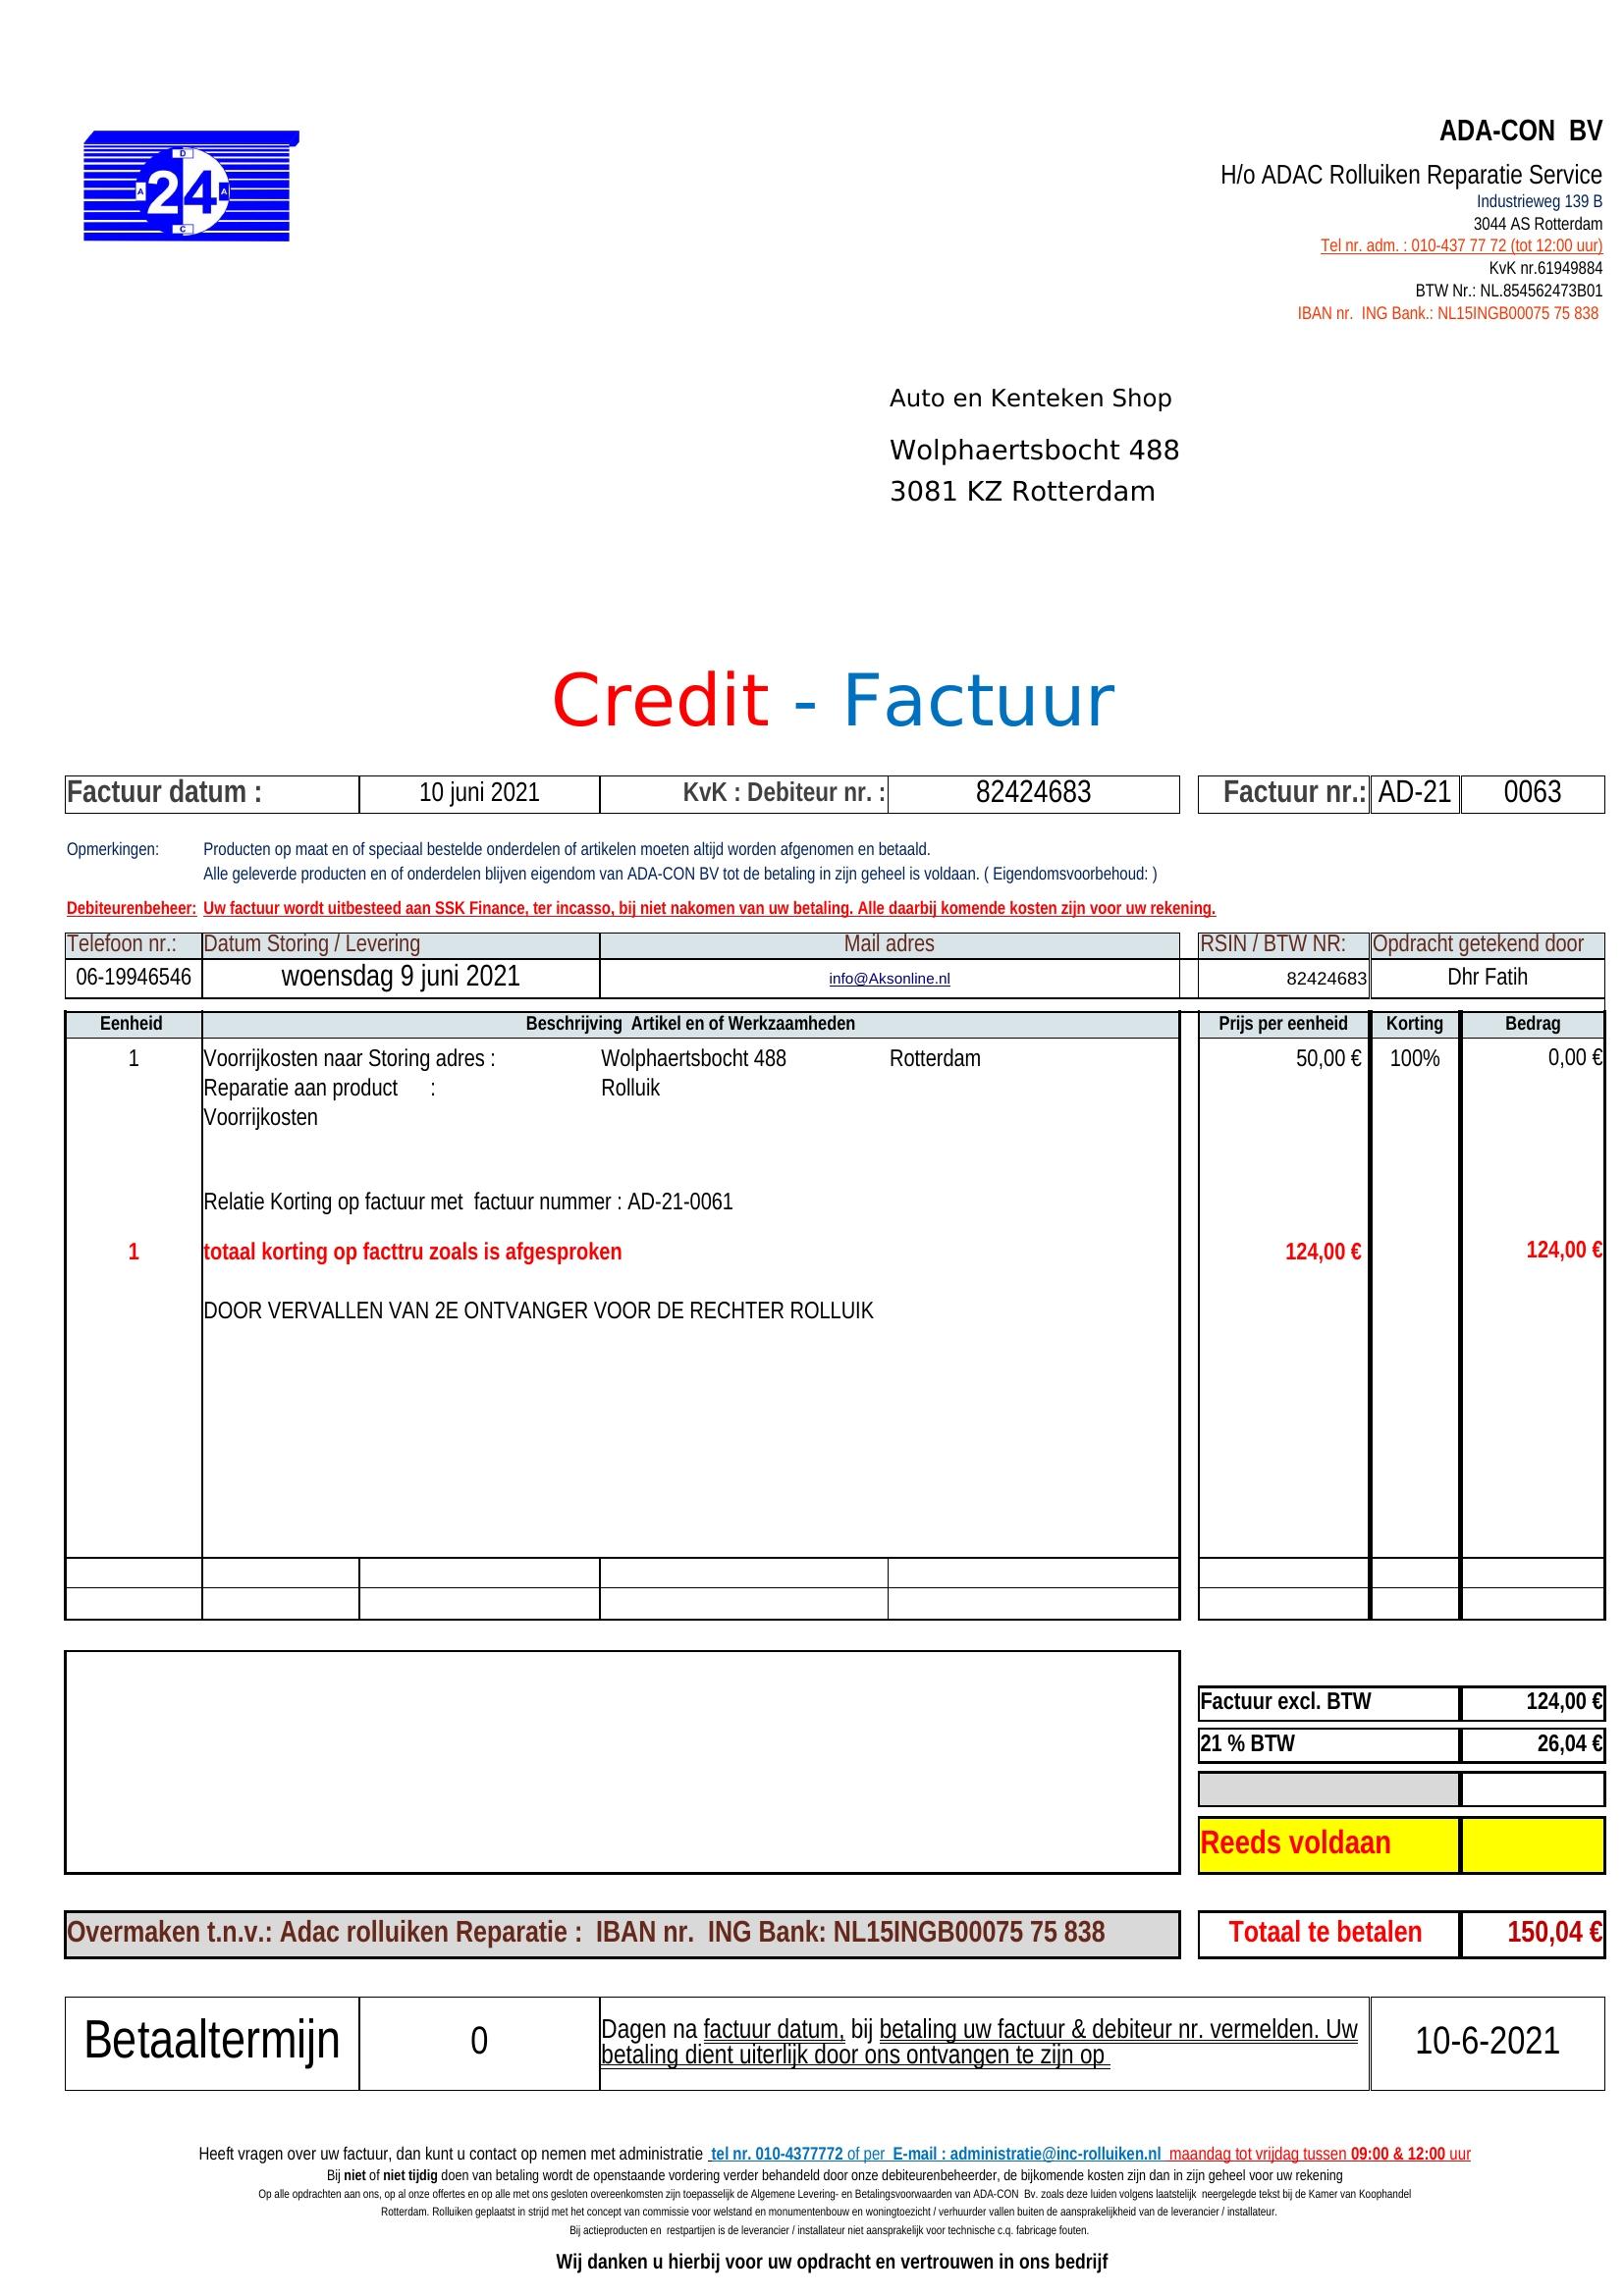 D
A 24 A
C
ADA-CON BV
H/o ADAC Rolluiken Reparatie Service
Industrieweg 139 B
3044 AS Rotterdam
Tel nr. adm. : 010-437 77 72 (tot 12:00 uur)
KvK nr.61949884
BTW Nr.: NL.854562473B01
IBAN nr. ING Bank.: NL15INGB00075 75 838
Auto en Kenteken Shop
Wolphaertsbocht 488
3081 KZ Rotterdam
Credit - Factuur
Factuur datum : 10 juni 2021 KvK : Debiteur nr. : 82424683 Factuur nr.: AD-21 0063
Opmerkingen: Producten op maat en of speciaal bestelde onderdelen of artikelen moeten altijd worden afgenomen en betaald.
Alle geleverde producten en of onderdelen blijven eigendom van ADA-CON BV tot de betaling in zijn geheel is voldaan. ( Eigendomsvoorbehoud: )
Debiteurenbeheer: Uw factuur wordt uitbesteed aan SSK Finance, ter incasso, bij niet nakomen van uw betaling. Alle daarbij komende kosten zijn voor uw rekening.
Telefoon nr.: Datum Storing / Levering Mail adres RSIN / BTW NR: Opdracht getekend door
06-19946546 woensdag 9 juni 2021 info@Aksonline.nl 82424683 Dhr Fatih
Eenheid Beschrijving Artikel en of Werkzaamheden Prijs per eenheid Korting Bedrag
1 Voorrijkosten naar Storing adres : Wolphaertsbocht 488 Rotterdam 50,00 € 100% 0,00 €
Reparatie aan product : Rolluik
Voorrijkosten
Relatie Korting op factuur met factuur nummer : AD-21-0061
1 totaal korting op facttru zoals is afgesproken 124,00 € 124,00 €
DOOR VERVALLEN VAN 2E ONTVANGER VOOR DE RECHTER ROLLUIK
Factuur excl. BTW 124,00 €
21 % BTW 26,04 €
Reeds voldaan
Overmaken t.n.v.: Adac rolluiken Reparatie : IBAN nr. ING Bank: NL15INGB00075 75 838 Totaal te betalen 150,04 €
Betaaltermijn 0 Dagen na factuur datum, bij betaling uw factuur & debiteur nr. vermelden. Uw
betaling dient uiterlijk door ons ontvangen te zijn op 10-6-2021
Heeft vragen over uw factuur, dan kunt u contact op nemen met administratie tel nr. 010-4377772 of per E-mail : administratie@inc-rolluiken.nl maandag tot vrijdag tussen 09:00 & 12:00 uur
Bij niet of niet tijdig doen van betaling wordt de openstaande vordering verder behandeld door onze debiteurenbeheerder, de bijkomende kosten zijn dan in zijn geheel voor uw rekening
Op alle opdrachten aan ons, op al onze offertes en op alle met ons gesloten overeenkomsten zijn toepasselijk de Algemene Levering- en Betalingsvoorwaarden van ADA-CON Bv. zoals deze luiden volgens laatstelijk neergelegde tekst bij de Kamer van Koophandel
Rotterdam. Rolluiken geplaatst in strijd met het concept van commissie voor welstand en monumentenbouw en woningtoezicht / verhuurder vallen buiten de aansprakelijkheid van de leverancier / installateur.
Bij actieproducten en restpartijen is de leverancier / installateur niet aansprakelijk voor technische c.q. fabricage fouten.
Wij danken u hierbij voor uw opdracht en vertrouwen in ons bedrijf